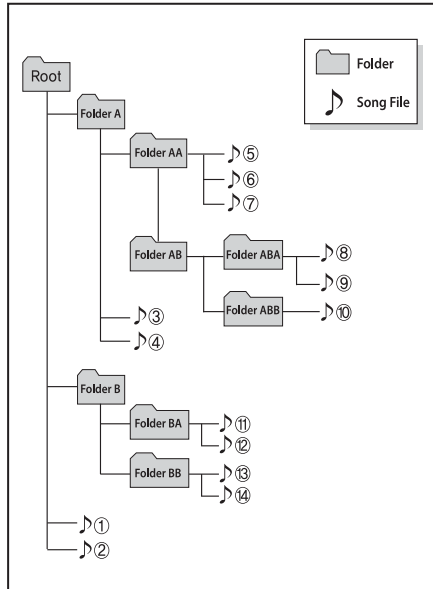 Root
Folder
Song File
Folder A
Folder AA
⑤
⑥
⑦
Folder AB
Folder ABA
⑧
⑨
Folder ABB
⑩
③
④
Folder B
Folder BA
⑪
⑫
Folder BB
⑬
⑭
①
②